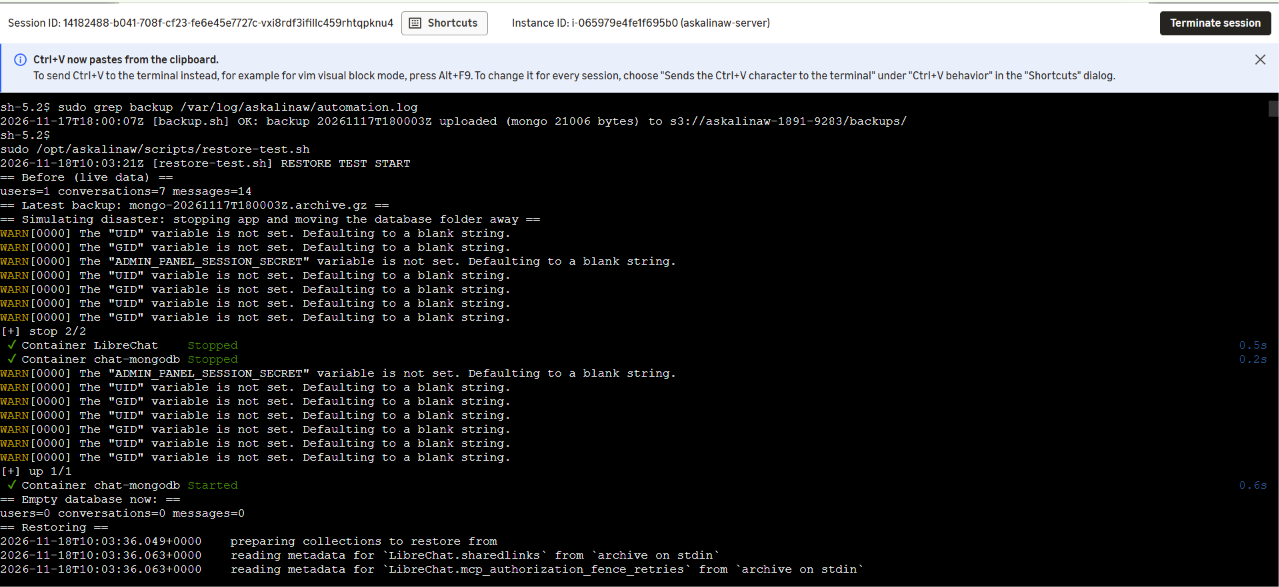 Session ID: 14182488-b041-708f-cf23-fe6e45e7727c-vxi8rdf3ifillc459rhtqpknu4 Shortcuts Instance ID: i-065979e4fe1f695b0 (askalinaw-server) Terminate session
Ctrl+V now pastes from the clipboard.
To send Ctrl+V to the terminal instead, for example for vim visual block mode, press Alt+F9. To change it for every session, choose "Sends the Ctrl+V character to the terminal" under "Ctrl+V behavior" in the "Shortcuts" dialog.
sh-5.2$ sudo grep backup /var/log/askalinaw/automation.log
2026-11-17T18:00:07Z [backup.sh] OK: backup 20261117T180003Z uploaded (mongo 21006 bytes) to s3://askalinaw-1891-9283/backups/
sh-5.2$
sudo /opt/askalinaw/scripts/restore-test.sh
2026-11-18T10:03:21Z [restore-test.sh] RESTORE TEST START
== Before (live data) ==
users=1 conversations=7 messages=14
== Latest backup: mongo-20261117T180003Z.archive.gz ==
== Simulating disaster: stopping app and moving the database folder away ==
WARN[0000] The "UID" variable is not set. Defaulting to a blank string.
WARN[0000] The "GID" variable is not set. Defaulting to a blank string.
WARN[0000] The "ADMIN_PANEL_SESSION_SECRET" variable is not set. Defaulting to a blank string.
WARN[0000] The "UID" variable is not set. Defaulting to a blank string.
WARN[0000] The "GID" variable is not set. Defaulting to a blank string.
WARN[0000] The "UID" variable is not set. Defaulting to a blank string.
WARN[0000] The "GID" variable is not set. Defaulting to a blank string.
[+] stop 2/2
✓ Container LibreChat Stopped 0.5s
✓ Container chat-mongodb Stopped 0.2s
WARN[0000] The "ADMIN_PANEL_SESSION_SECRET" variable is not set. Defaulting to a blank string.
WARN[0000] The "UID" variable is not set. Defaulting to a blank string.
WARN[0000] The "GID" variable is not set. Defaulting to a blank string.
WARN[0000] The "UID" variable is not set. Defaulting to a blank string.
WARN[0000] The "GID" variable is not set. Defaulting to a blank string.
WARN[0000] The "UID" variable is not set. Defaulting to a blank string.
WARN[0000] The "GID" variable is not set. Defaulting to a blank string.
[+] up 1/1
✓ Container chat-mongodb Started 0.6s
== Empty database now: ==
users=0 conversations=0 messages=0
== Restoring ==
2026-11-18T10:03:36.049+0000 preparing collections to restore from
2026-11-18T10:03:36.063+0000 reading metadata for `LibreChat.sharedlinks` from `archive on stdin`
2026-11-18T10:03:36.063+0000 reading metadata for `LibreChat.mcp_authorization_fence_retries` from `archive on stdin`